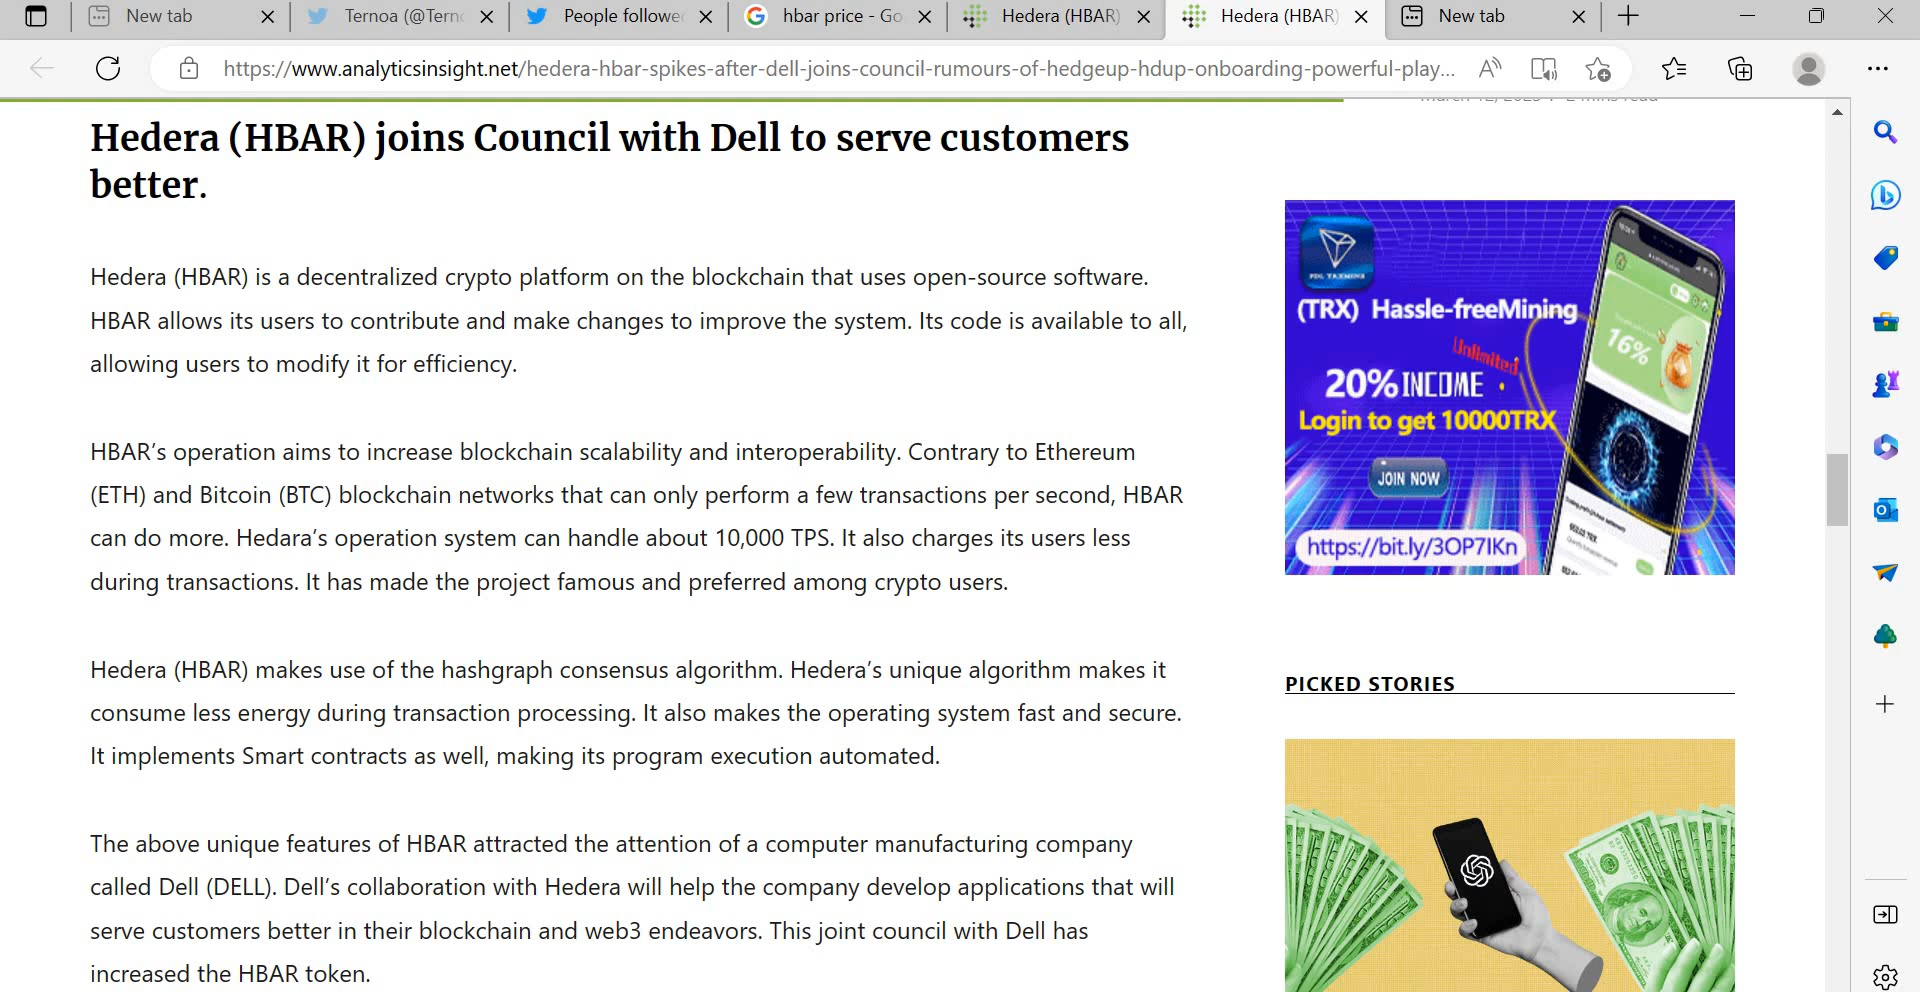 New tab
Ternoa (@Tern
People followe
hbar price - Go
Hedera (HBAR)
Hedera (HBAR)
New tab
https://www.analyticsinsight.net/hedera-hbar-spikes-after-dell-joins-council-rumours-of-hedgeup-hdup-onboarding-powerful-play...
Hedera (HBAR) joins Council with Dell to serve customers
better.
Hedera (HBAR) is a decentralized crypto platform on the blockchain that uses open-source software.
HBAR allows its users to contribute and make changes to improve the system. Its code is available to all,
allowing users to modify it for efficiency.
HBAR’s operation aims to increase blockchain scalability and interoperability. Contrary to Ethereum
(ETH) and Bitcoin (BTC) blockchain networks that can only perform a few transactions per second, HBAR
can do more. Hedara’s operation system can handle about 10,000 TPS. It also charges its users less
during transactions. It has made the project famous and preferred among crypto users.
Hedera (HBAR) makes use of the hashgraph consensus algorithm. Hedera’s unique algorithm makes it
consume less energy during transaction processing. It also makes the operating system fast and secure.
It implements Smart contracts as well, making its program execution automated.
The above unique features of HBAR attracted the attention of a computer manufacturing company
called Dell (DELL). Dell’s collaboration with Hedera will help the company develop applications that will
serve customers better in their blockchain and web3 endeavors. This joint council with Dell has
increased the HBAR token.
(TRX) Hassle-freeMining
Unlimited
20% INCOME
Login to get 10000TRX
JOIN NOW
https://bit.ly/3OP7IKn
16%
PICKED STORIES